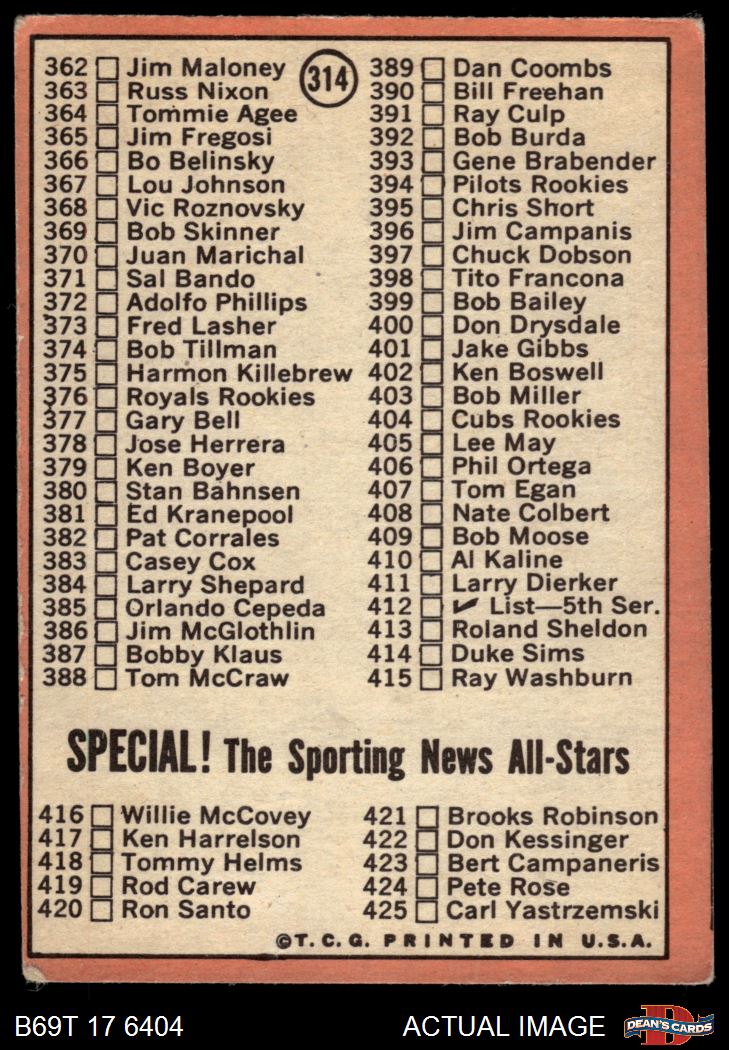 314
362 Jim Maloney
363 Russ Nixon
364 Tommie Agee
365 Jim Fregosi
366 Bo Belinsky
367 Lou Johnson
368 Vic Roznovsky
369 Bob Skinner
370 Juan Marichal
371 Sal Bando
372 Adolfo Phillips
373 Fred Lasher
374 Bob Tillman
375 Harmon Killebrew
376 Royals Rookies
377 Gary Bell
378 Jose Herrera
379 Ken Boyer
380 Stan Bahnsen
381 Ed Kranepool
382 Pat Corrales
383 Casey Cox
384 Larry Shepard
385 Orlando Cepeda
386 Jim McGlothlin
387 Bobby Klaus
388 Tom McCraw
389 Dan Coombs
390 Bill Freehan
391 Ray Culp
392 Bob Burda
393 Gene Brabender
394 Pilots Rookies
395 Chris Short
396 Jim Campanis
397 Chuck Dobson
398 Tito Francona
399 Bob Bailey
400 Don Drysdale
401 Jake Gibbs
402 Ken Boswell
403 Bob Miller
404 Cubs Rookies
405 Lee May
406 Phil Ortega
407 Tom Egan
408 Nate Colbert
409 Bob Moose
410 Al Kaline
411 Larry Dierker
412 ✓ List—5th Ser.
413 Roland Sheldon
414 Duke Sims
415 Ray Washburn
SPECIAL! The Sporting News All-Stars
416 Willie McCovey
417 Ken Harrelson
418 Tommy Helms
419 Rod Carew
420 Ron Santo
421 Brooks Robinson
422 Don Kessinger
423 Bert Campaneris
424 Pete Rose
425 Carl Yastrzemski
©T.C.G. PRINTED IN U.S.A.
B69T 17 6404
ACTUAL IMAGE
D
DEAN'S CARDS